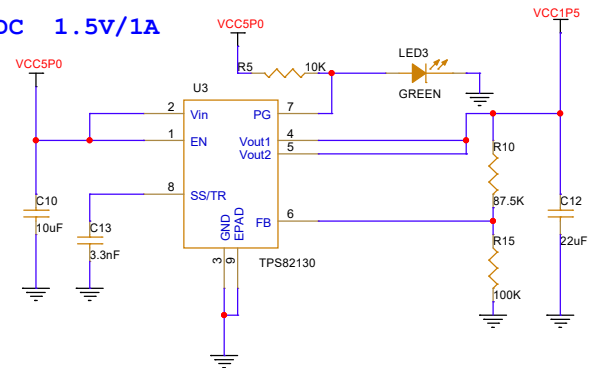 DC 1.5V/1A
VCC5P0
VCC1P5
VCC5P0
LED3
R5
10K
GREEN
U3
2
Vin
PG
7
1
EN
Vout1
4
Vout2
5
R10
8
SS/TR
87.5K
C10
C12
10uF
C13
FB
6
3.3nF
GND
EPAD
R15
22uF
3
9
TPS82130
100K